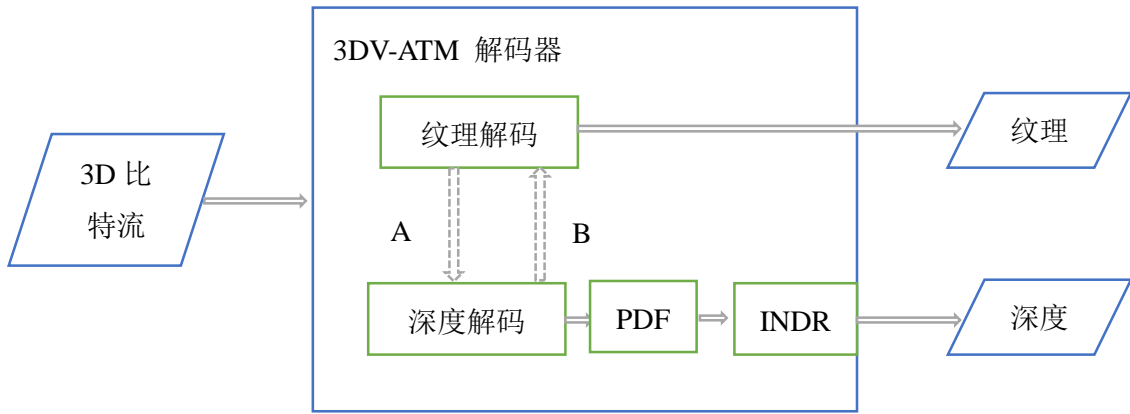 3DV-ATM 解码器
纹理解码
纹理
3D 比
特流
A
B
深度解码
PDF
INDR
深度